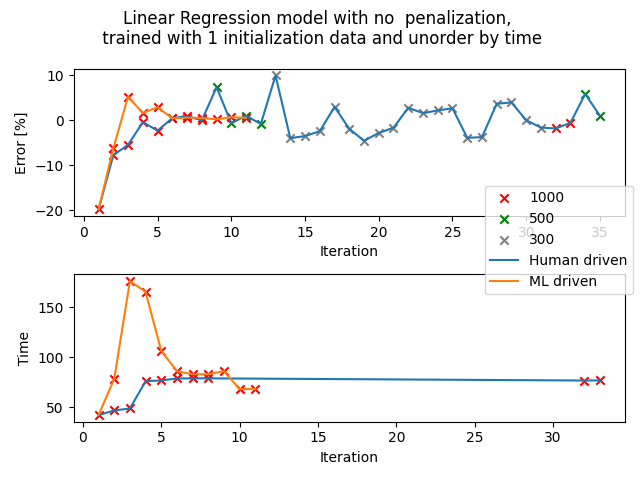 Linear Regression model with no  penalization,
trained with 1 initialization data and unorder by time
10
0
−10
−20
Error [%]
0 5 10 15 20 25 30 35
Iteration
1000
500
300
Human driven
ML driven
150
100
50
Time
0 5 10 15 20 25 30
Iteration